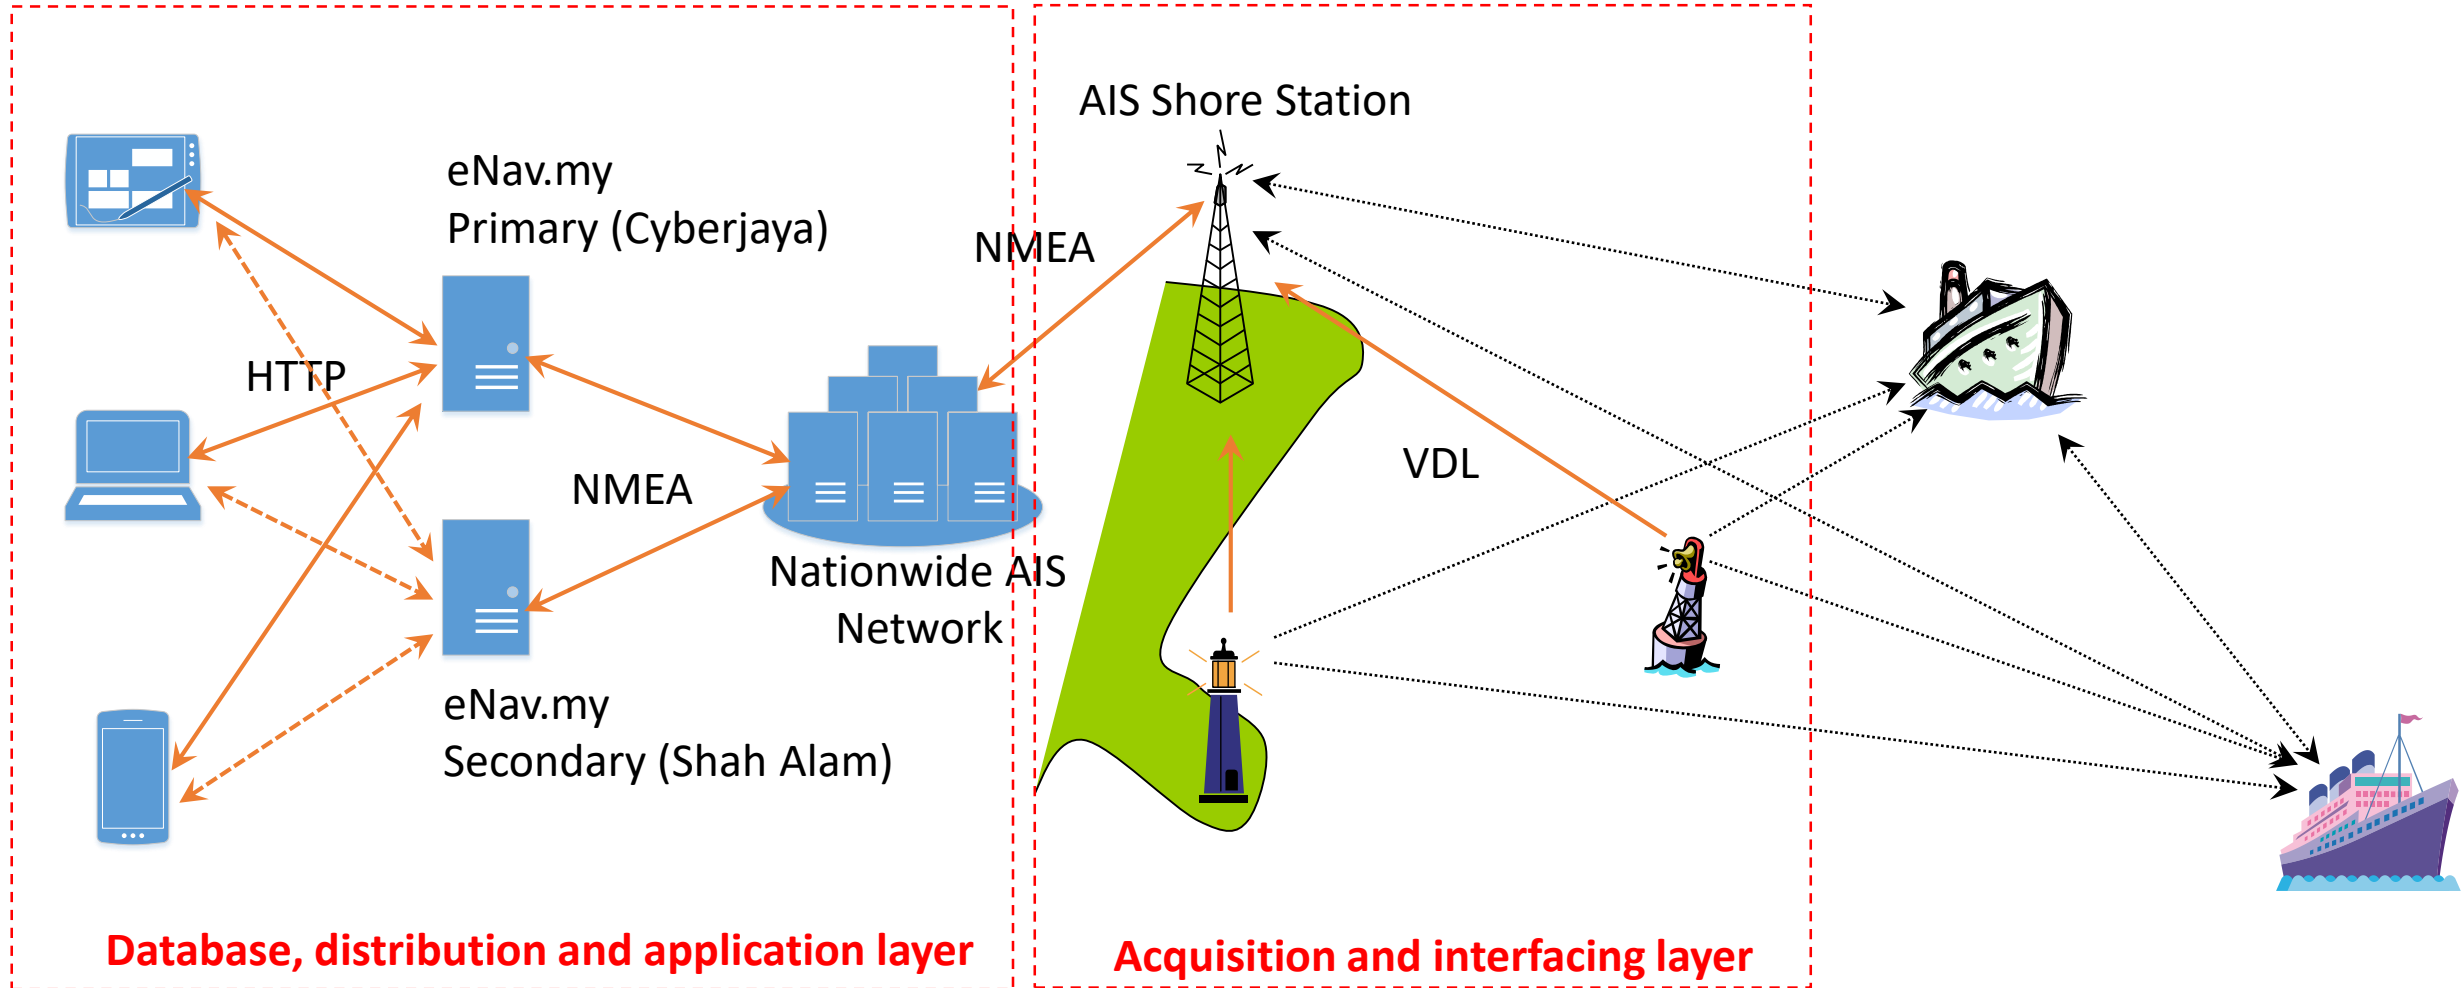 AIS Shore Station
eNav.my
Primary (Cyberjaya)
NMEA
HTTP
NMEA
VDL
Nationwide AIS
Network
eNav.my
Secondary (Shah Alam)
Database, distribution and application layer
Acquisition and interfacing layer